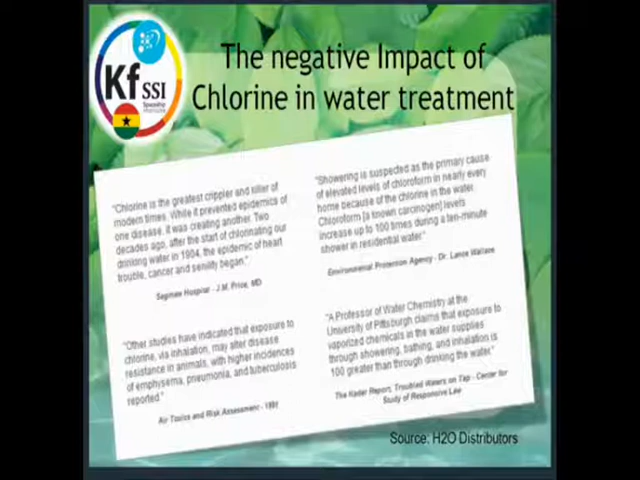 Kf SSI
The negative Impact of
Chlorine in water treatment
"Chlorine is the greatest crippler and killer of
modern times. While it prevented epidemics of
one disease, it was creating another. Two
decades ago, after the start of chlorinating our
drinking water in 1904, the epidemic of heart
trouble, cancer and senility began."
Hospital - J.M. Price, MD
"Other studies have indicated that exposure to
chlorine, via inhalation, may alter disease
resistance in animals, with higher incidences
of emphysema, pneumonia, and tuberculosis
reported."
Air Toxics and Risk Assessment - 1991
"Showering is suspected as the primary cause
of elevated levels of chloroform in nearly every
home because of the chlorine in the water.
Chloroform [a known carcinogen] levels
increase up to 100 times during a ten-minute
shower in residential water."
Environmental Protection Agency - Dr. Lance Wallace
"A Professor of Water Chemistry at the
University of Pittsburgh claims that exposure to
vaporized chemicals in the water supplies
through showering, bathing, and inhalation is
100 greater than through drinking the water."
The Nader Report, Troubled Waters on Tap - Center for
Study of Responsive Law
Source: H2O Distributors